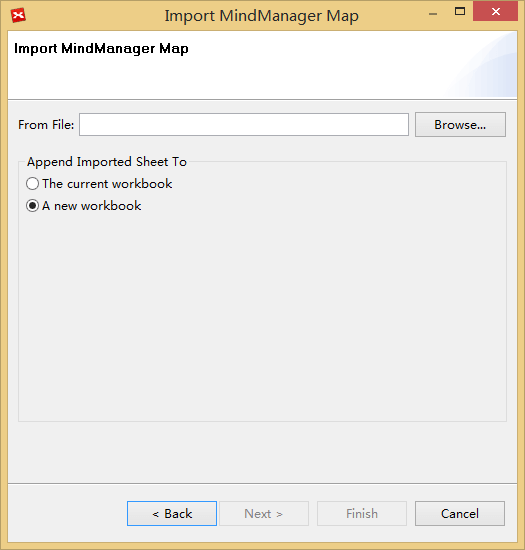 Import MindManager Map
Import MindManager Map
From File:
Browse...
Append Imported Sheet To
The current workbook
A new workbook
< Back
Next >
Finish
Cancel